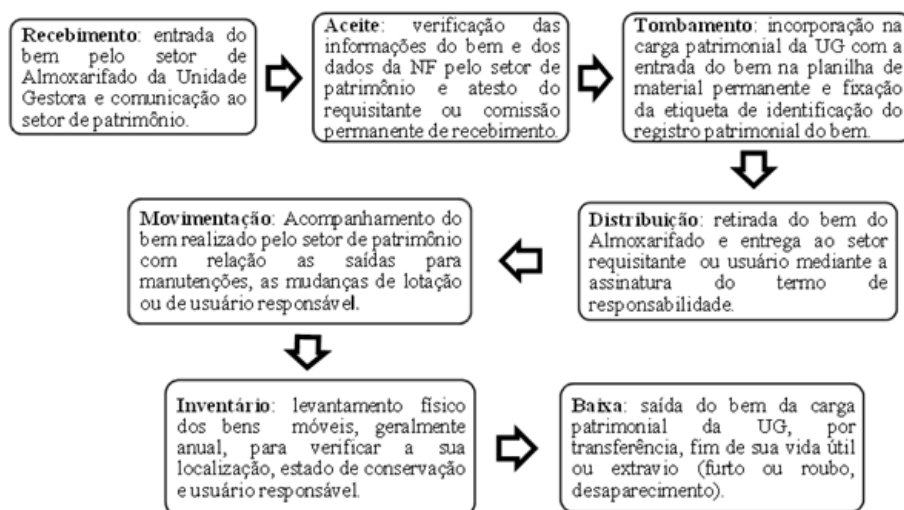 Recebimento: entrada do
bem pelo setor de
Almoxarifado da Unidade
Gestora e comunicação ao
setor de patrimônio.
Aceite: verificação das
informações do bem e dos
dados da NF pelo setor de
patrimônio e atesto do
requisitante ou comissão
permanente de recebimento.
Tombamento: incorporação na
carga patrimonial da UG com a
entrada do bem na planilha de
material permanente e fixação
da etiqueta de identificação do
registro patrimonial do bem.
Distribuição: retirada do bem do
Almoxarifado e entrega ao setor
requisitante ou usuário mediante a
assinatura do termo de
responsabilidade.
Movimentação: Acompanhamento do
bem realizado pelo setor de patrimônio
com relação as saídas para
manutenções, as mudanças de lotação
ou de usuário responsável.
Inventário: levantamento físico
dos bens móveis, geralmente
anual, para verificar a sua
localização, estado de conservação
e usuário responsável.
Baixa: saída do bem da carga
patrimonial da UG, por
transferência, fim de sua vida útil
ou extravio (furto ou roubo,
desaparecimento).